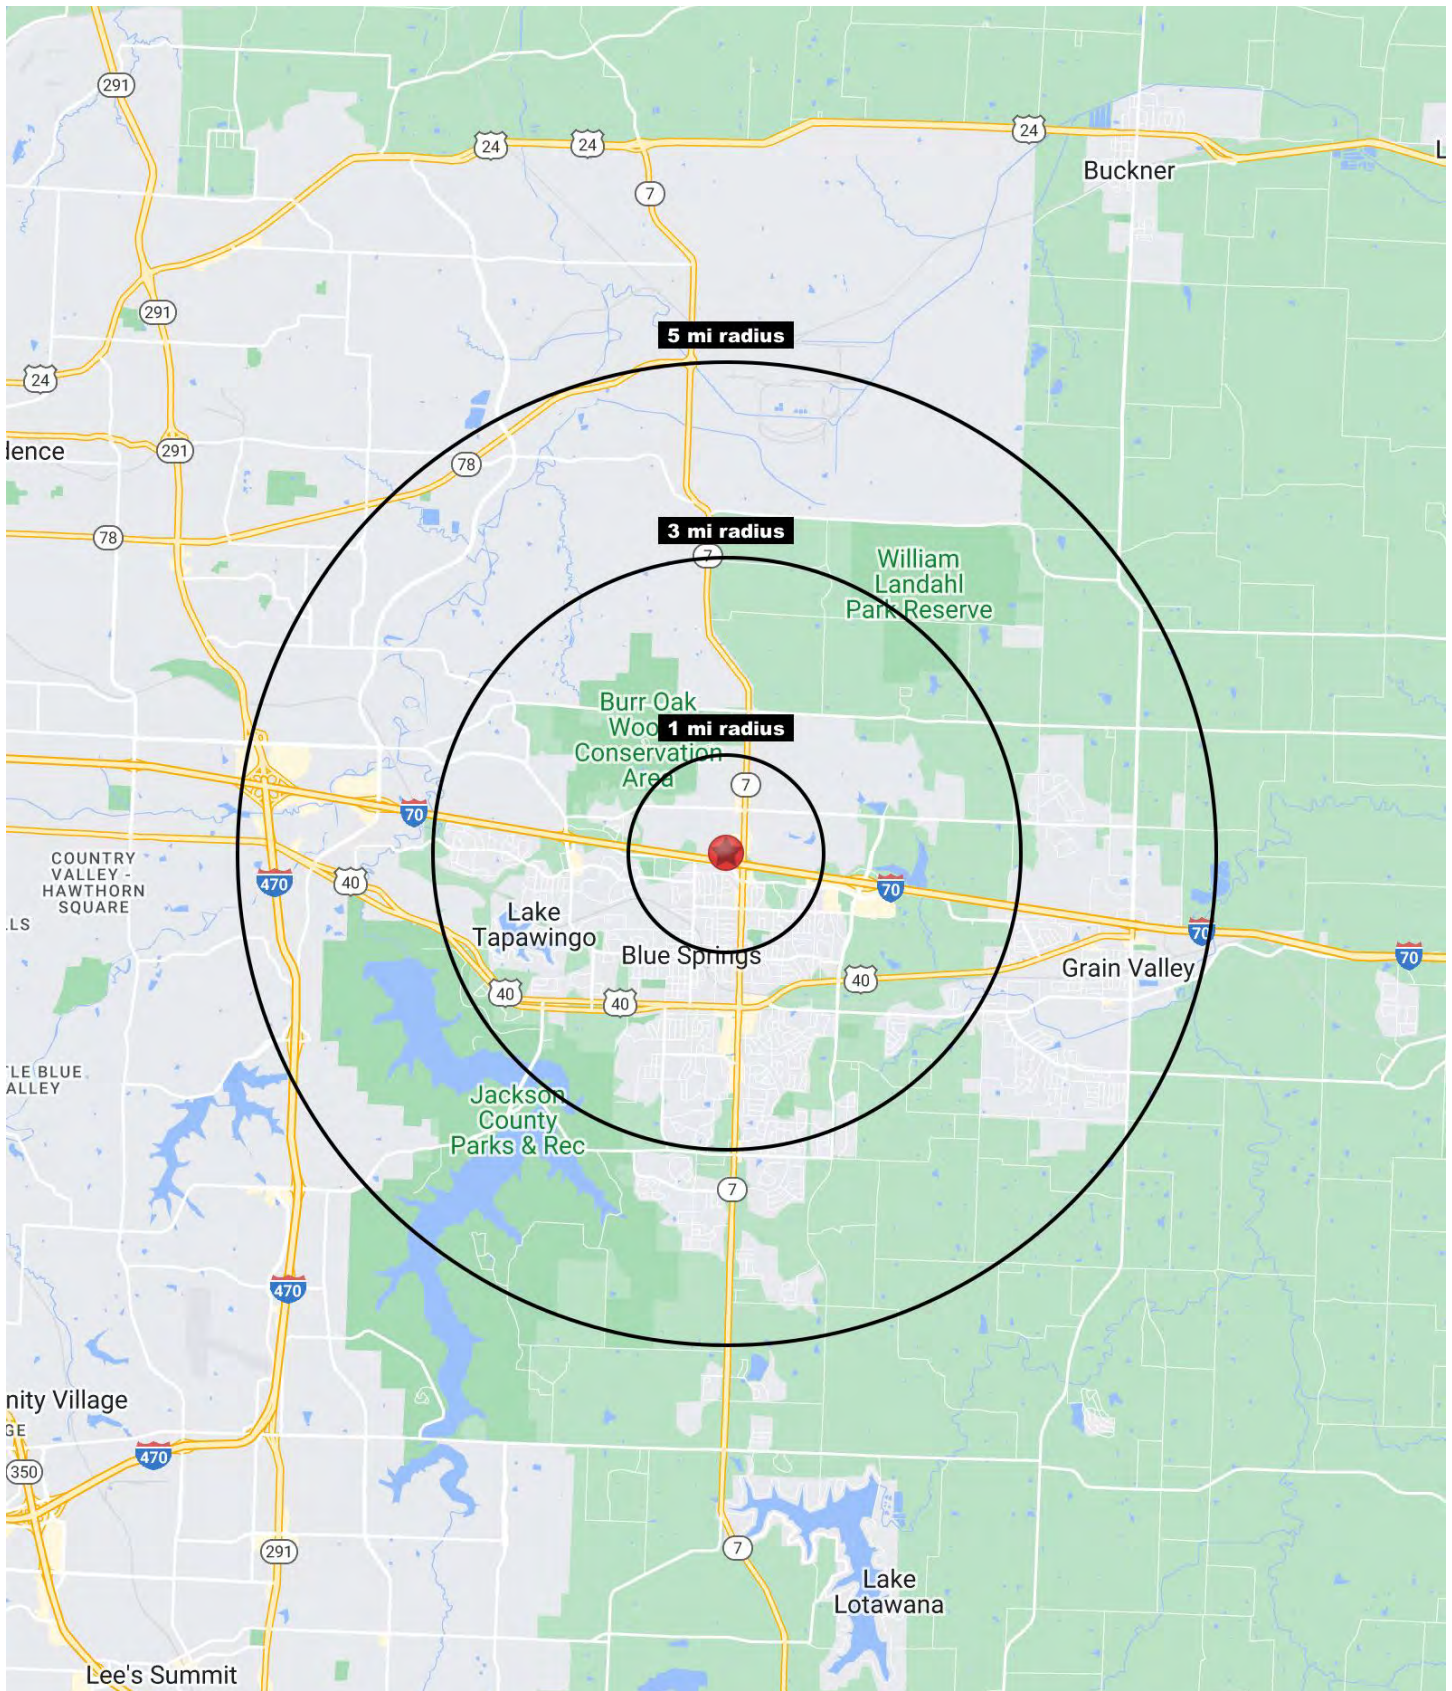 291
24
24
24
Buckner
L
7
291
5 mi radius
24
291
dence
78
78
3 mi radius
7
William
Landahl
Park Reserve
Burr Oak
Woo
Conservation
Area
1 mi radius
7
70
COUNTRY
VALLEY -
HAWTHORN
SQUARE
470
40
70
LLS
Lake
Tapawingo
Blue Springs
70
70
Grain Valley
40
40
40
TLE BLUE
ALLEY
Jackson
County
Parks & Rec
7
470
nity Village
GE
470
350
291
7
Lake
Lotawana
Lee's Summit